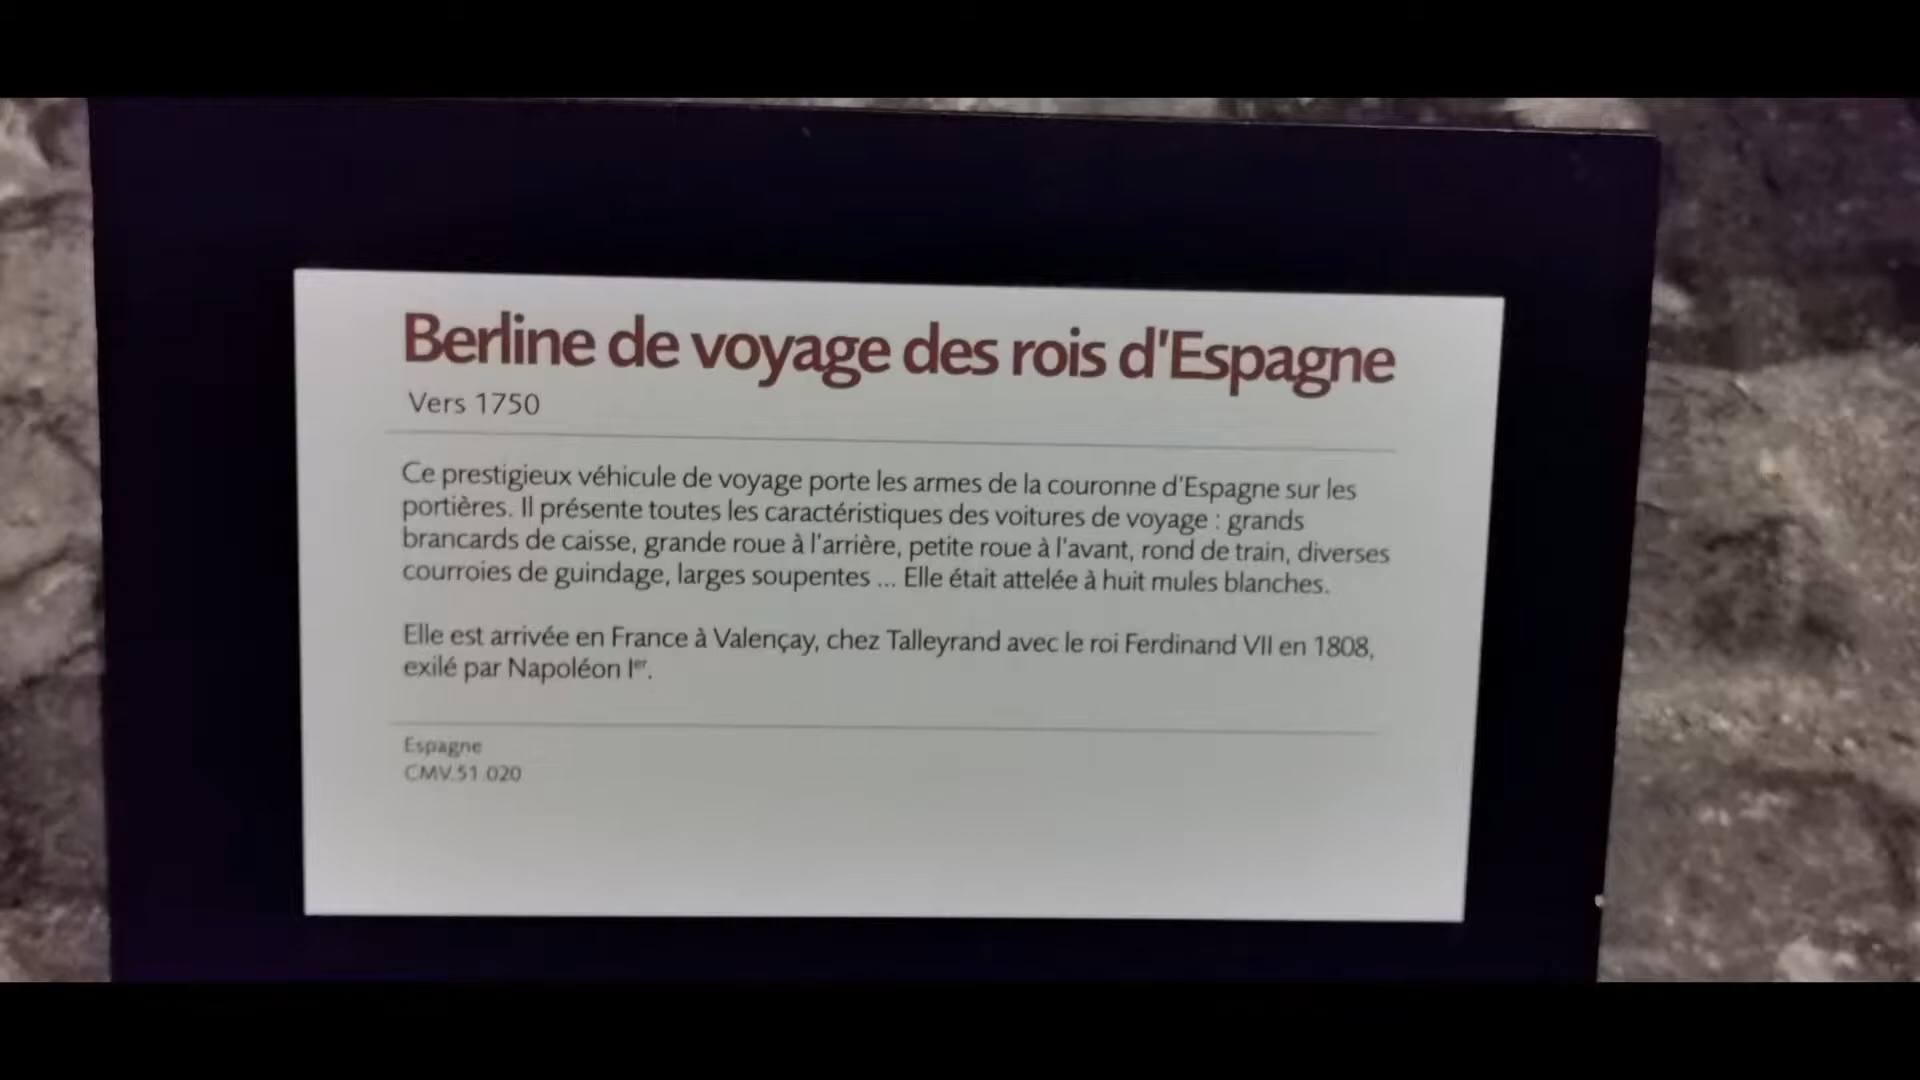 Berline de voyage des rois d'Espagne
Vers 1750
Ce prestigieux véhicule de voyage porte les armes de la couronne d'Espagne sur les
portières. Il présente toutes les caractéristiques des voitures de voyage : grands
brancards de caisse, grande roue à l'arrière, petite roue à l'avant, rond de train, diverses
courroies de guindage, larges soupentes ... Elle était attelée à huit mules blanches.
Elle est arrivée en France à Valençay, chez Talleyrand avec le roi Ferdinand VII en 1808,
exilé par Napoléon Ier.
Espagne
CMV.51.020